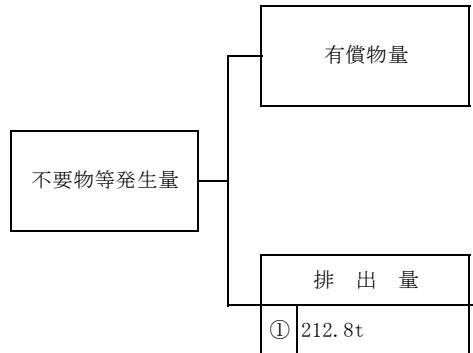 有償物量
不要物等発生量
排 出 量
① 212.8t